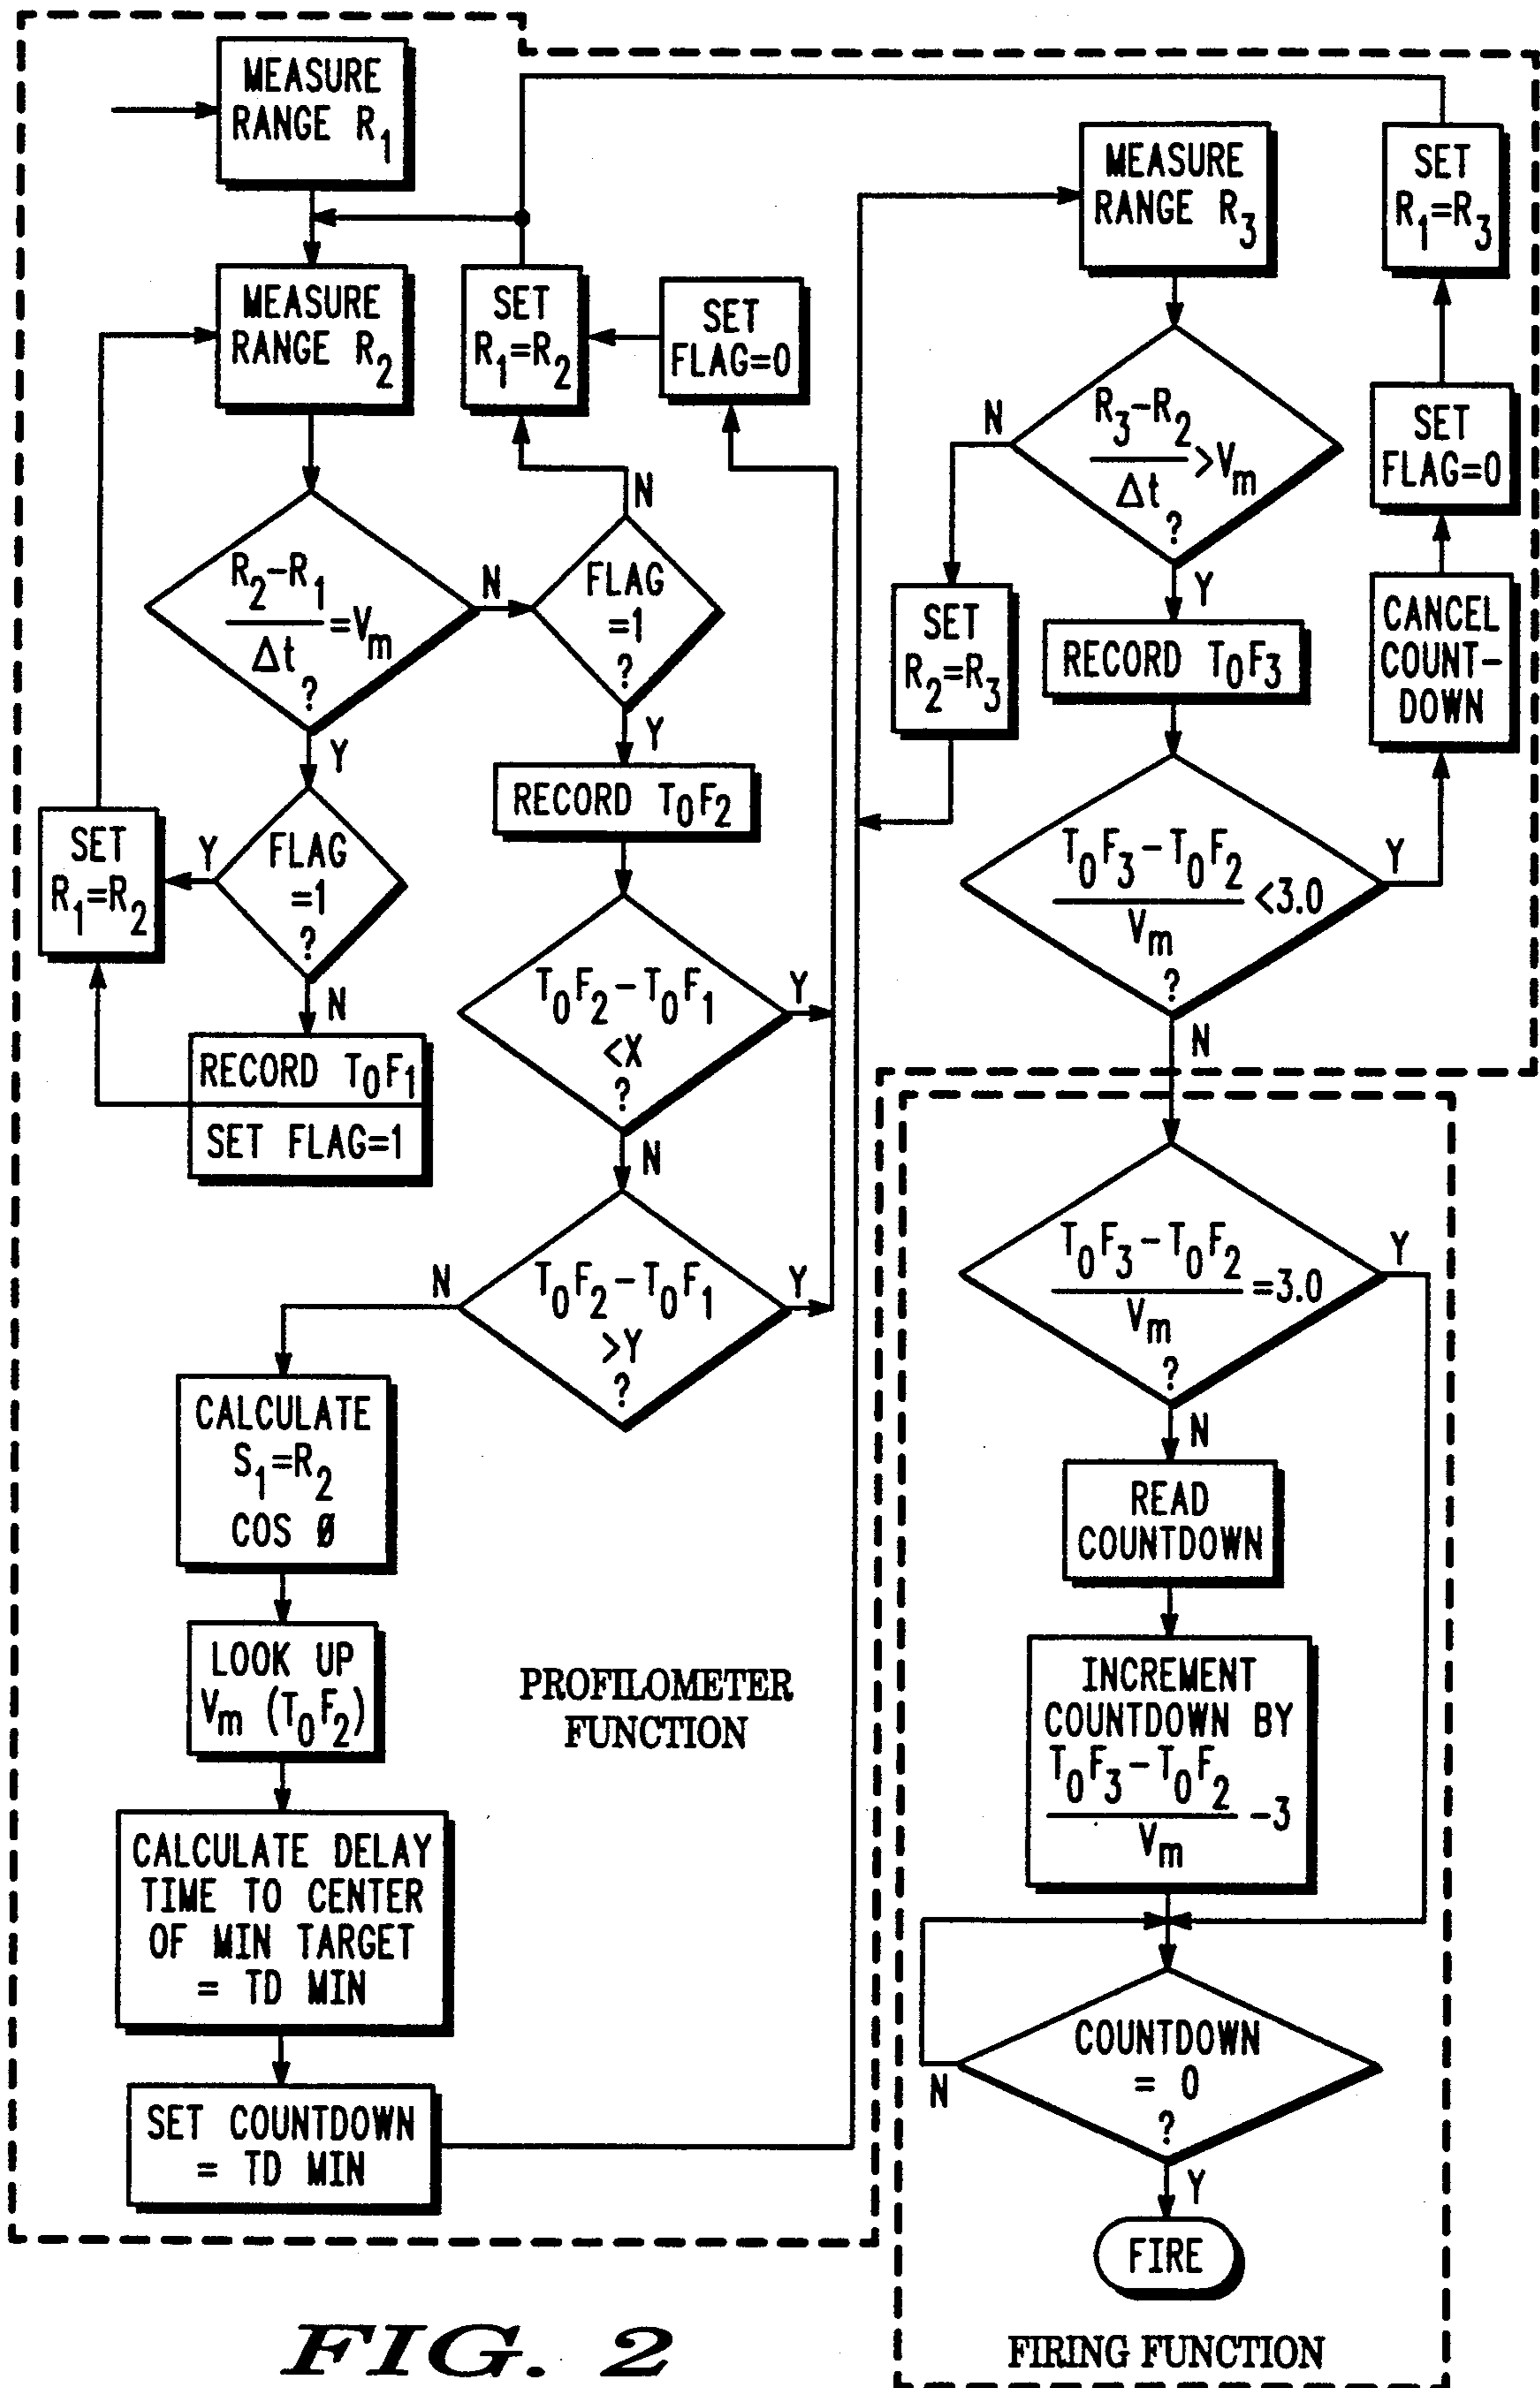 MEASURE
RANGE R₁
MEASURE
RANGE R₂
SET
R₁=R₂
SET
FLAG=0
R₂-R₁
Δt
=Vₘ
?
N
Y
FLAG
=1
?
N
Y
FLAG
=1
?
Y
N
SET
R₁=R₂
RECORD T₀F₁
SET FLAG=1
RECORD T₀F₂
T₀F₂-T₀F₁
<X
?
Y
N
T₀F₂-T₀F₁
>Y
?
Y
N
CALCULATE
S₁=R₂
COS Ø
LOOK UP
Vₘ (T₀F₂)
CALCULATE DELAY
TIME TO CENTER
OF MIN TARGET
= TD MIN
SET COUNTDOWN
= TD MIN
PROFILOMETER
FUNCTION
MEASURE
RANGE R₃
R₃-R₂
Δt
>Vₘ
?
N
Y
SET
R₂=R₃
RECORD T₀F₃
T₀F₃-T₀F₂
Vₘ
<3.0
?
Y
N
CANCEL
COUNT-
DOWN
SET
FLAG=0
SET
R₁=R₃
T₀F₃-T₀F₂
Vₘ
=3.0
?
Y
N
READ
COUNTDOWN
INCREMENT
COUNTDOWN BY
T₀F₃-T₀F₂
Vₘ
-3
COUNTDOWN
= 0
?
N
Y
FIRE
FIRING FUNCTION
FIG. 2